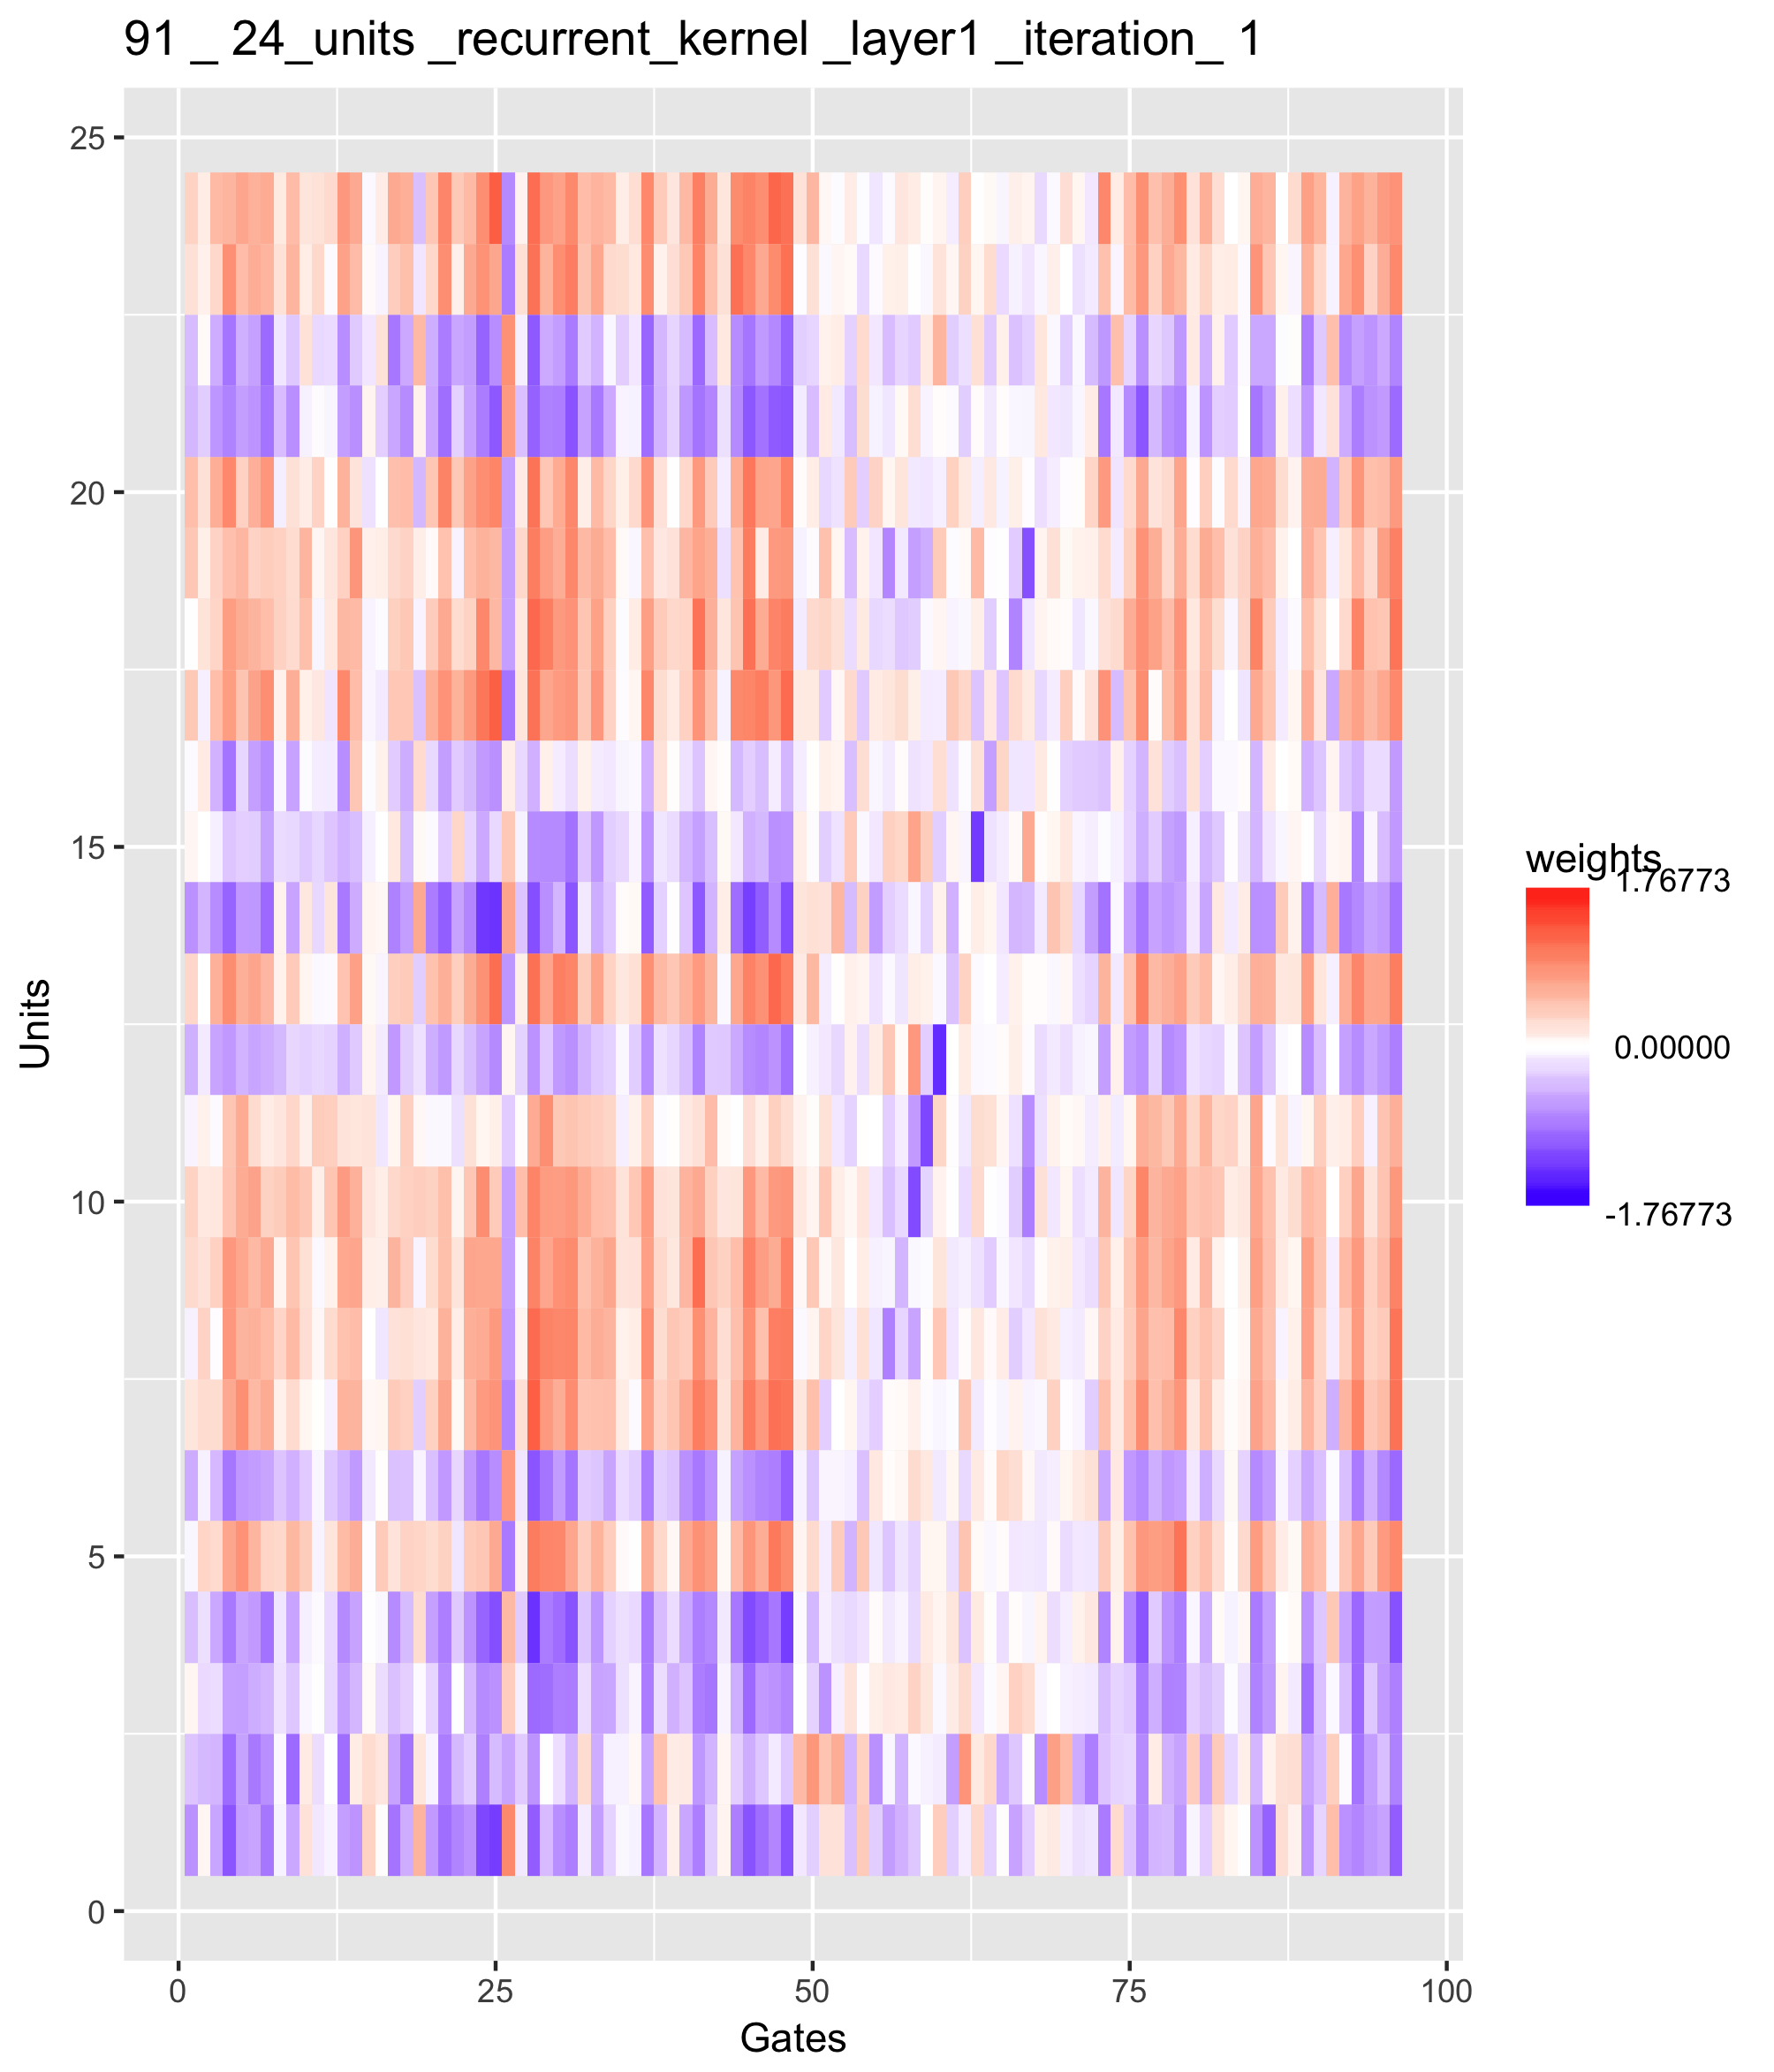 91 _ 24_units _recurrent_kernel _layer1 _iteration_ 1
25
20
15
10
5
0
Units
0 25 50 75 100
Gates
weights
1.76773
0.00000
-1.76773